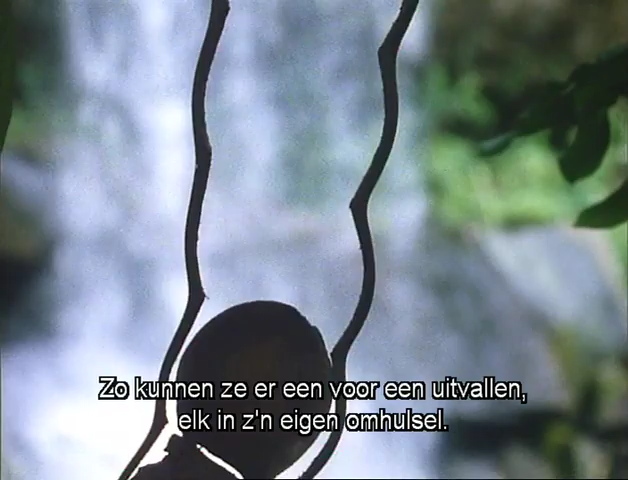 Zo kunnen ze er een voor een uitvallen,
elk in z'n eigen omhulsel.